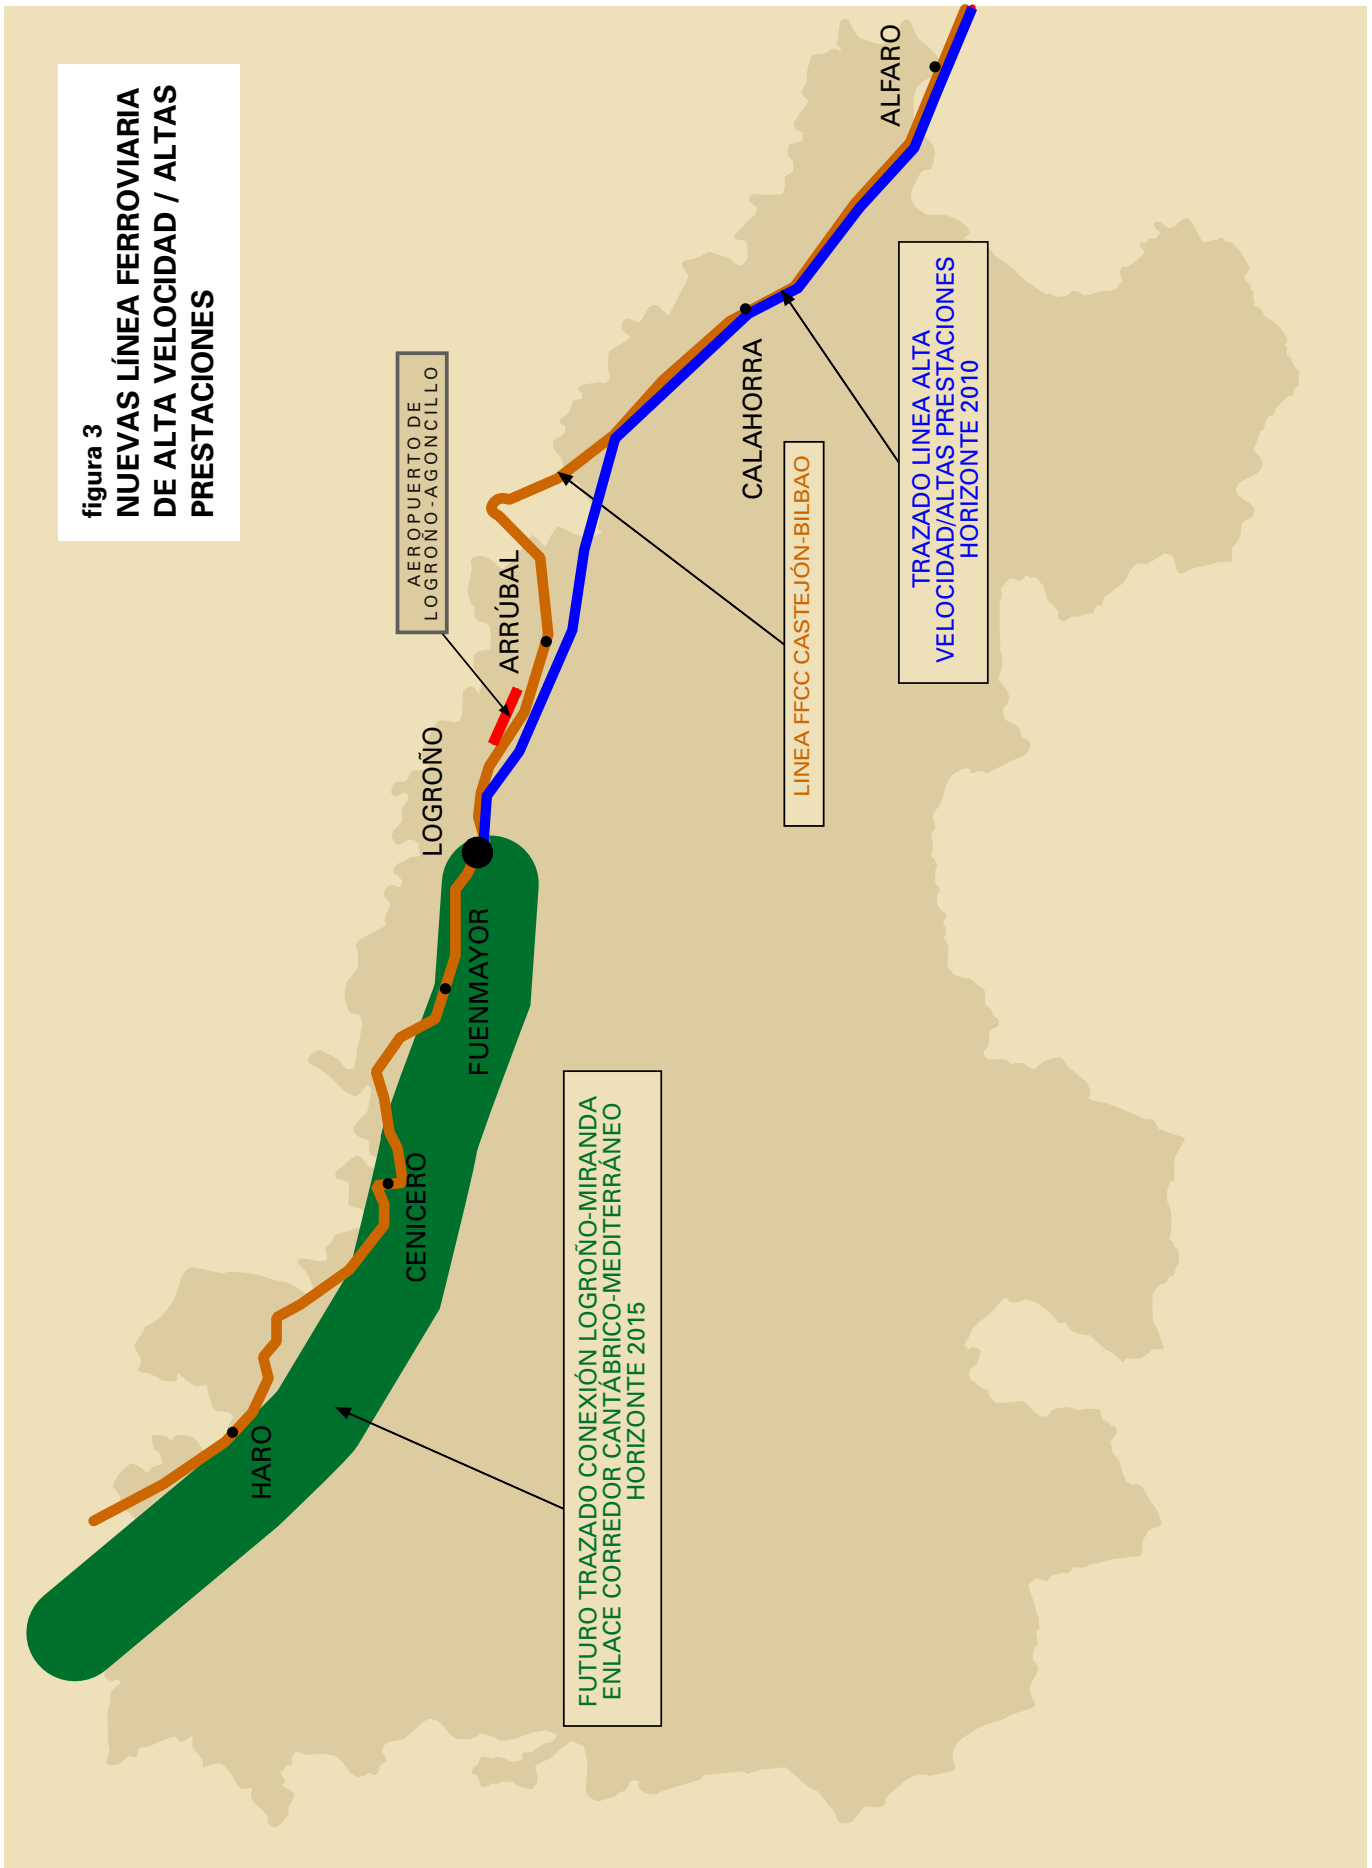 figura 3
NUEVAS LÍNEA FERROVIARIA
DE ALTA VELOCIDAD / ALTAS
PRESTACIONES
HARO
CENICERO
FUENMAYOR
LOGROÑO
AEROPUERTO DE
LOGROÑO-AGONCILLO
ARRÚBAL
CALAHORRA
ALFARO
FUTURO TRAZADO CONEXIÓN LOGROÑO-MIRANDA
ENLACE CORREDOR CANTÁBRICO-MEDITERRÁNEO
HORIZONTE 2015
LINEA FFCC CASTEJÓN-BILBAO
TRAZADO LINEA ALTA
VELOCIDAD/ALTAS PRESTACIONES
HORIZONTE 2010